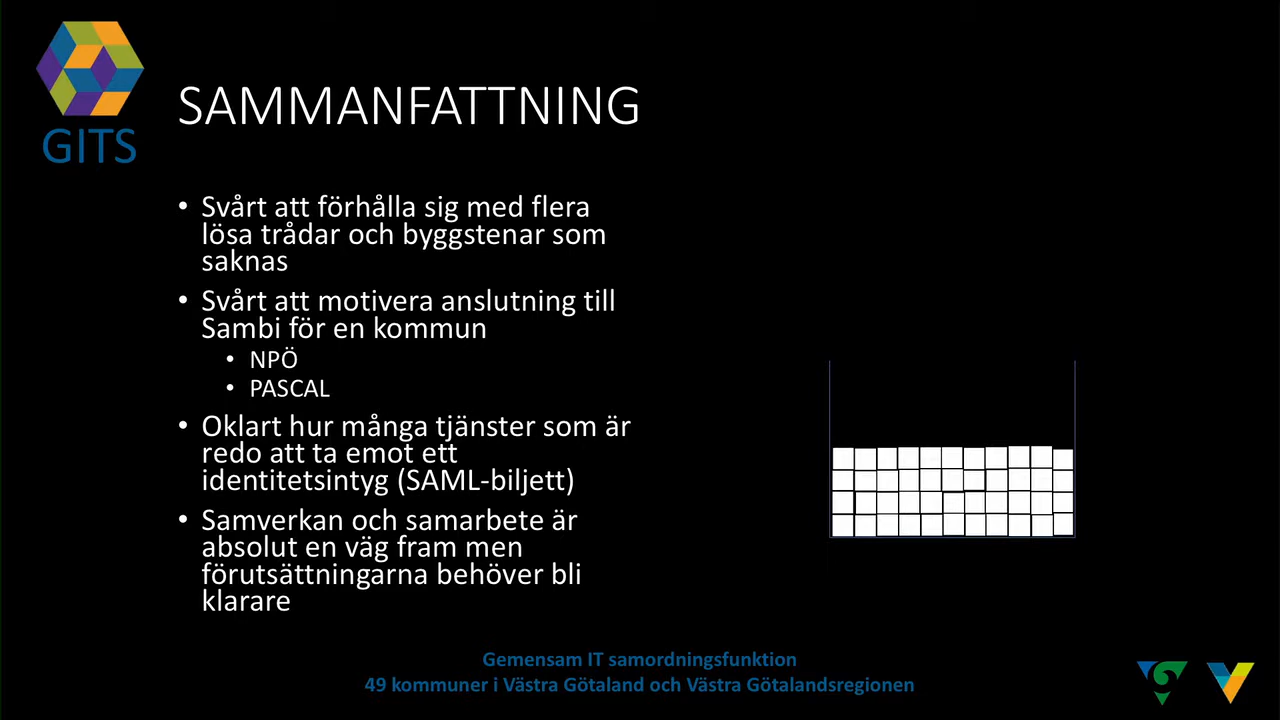 GITS
SAMMANFATTNING
• Svårt att förhålla sig med flera
lösa trådar och byggstenar som
saknas
• Svårt att motivera anslutning till
Sambi för en kommun
• NPÖ
• PASCAL
• Oklart hur många tjänster som är
redo att ta emot ett
identitetsintyg (SAML-biljett)
• Samverkan och samarbete är
absolut en väg fram men
förutsättningarna behöver bli
klarare
Gemensam IT samordningsfunktion
49 kommuner i Västra Götaland och Västra Götalandsregionen